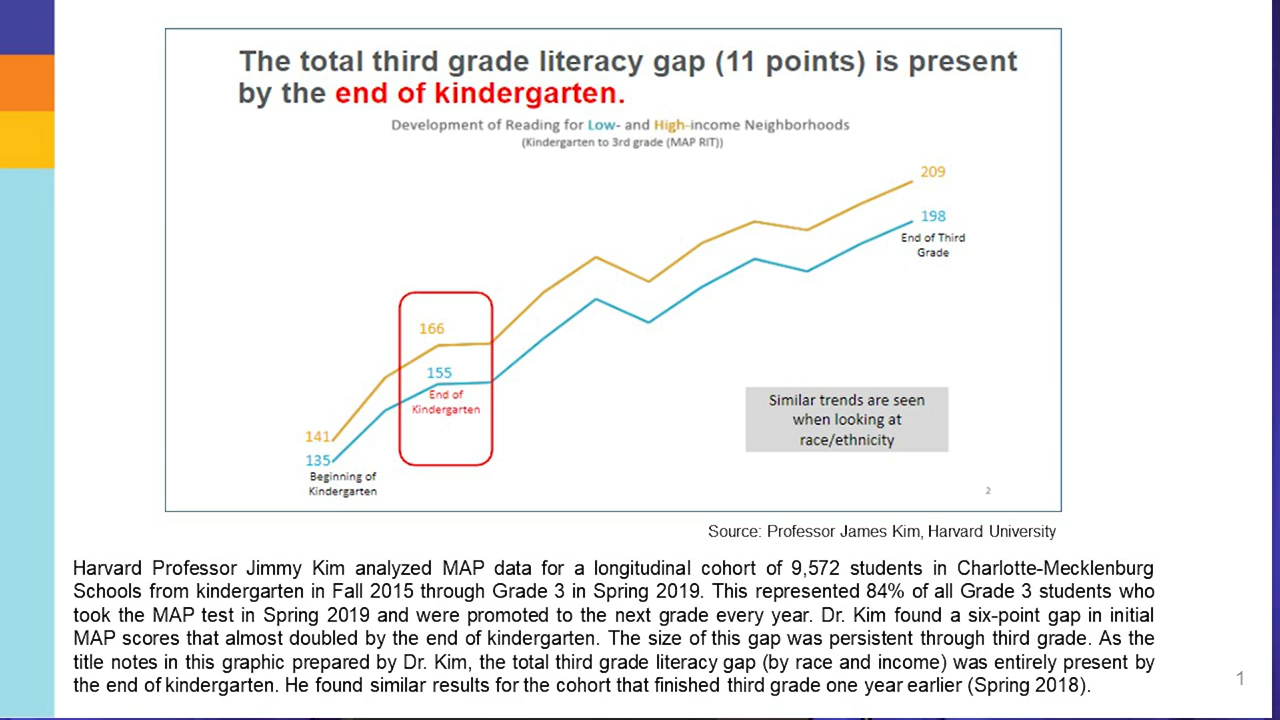 The total third grade literacy gap (11 points) is present
by the end of kindergarten.
Development of Reading for Low- and High-income Neighborhoods
(Kindergarten to 3rd grade (MAP RIT))
209
198
End of Third
Grade
166
155
End of
Kindergarten
141
135
Beginning of
Kindergarten
Similar trends are seen
when looking at
race/ethnicity
2
Source: Professor James Kim, Harvard University
Harvard Professor Jimmy Kim analyzed MAP data for a longitudinal cohort of 9,572 students in Charlotte-Mecklenburg
Schools from kindergarten in Fall 2015 through Grade 3 in Spring 2019. This represented 84% of all Grade 3 students who
took the MAP test in Spring 2019 and were promoted to the next grade every year. Dr. Kim found a six-point gap in initial
MAP scores that almost doubled by the end of kindergarten. The size of this gap was persistent through third grade. As the
title notes in this graphic prepared by Dr. Kim, the total third grade literacy gap (by race and income) was entirely present by
the end of kindergarten. He found similar results for the cohort that finished third grade one year earlier (Spring 2018).
1